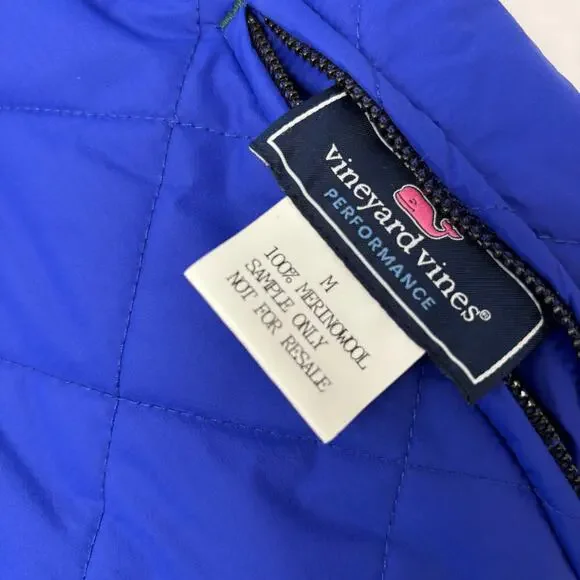 vineyard vines®
PERFORMANCE
M
100% MERINOWOOL
SAMPLE ONLY
NOT FOR RESALE